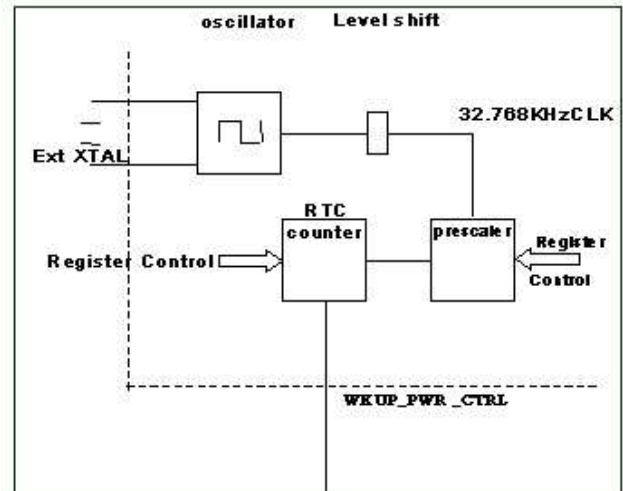 oscillator Level shift
32.768KHzCLK
Ext XTAL
RTC
counter
prescaler
Register
Control
Register Control
WKUP_PWR_CTRL